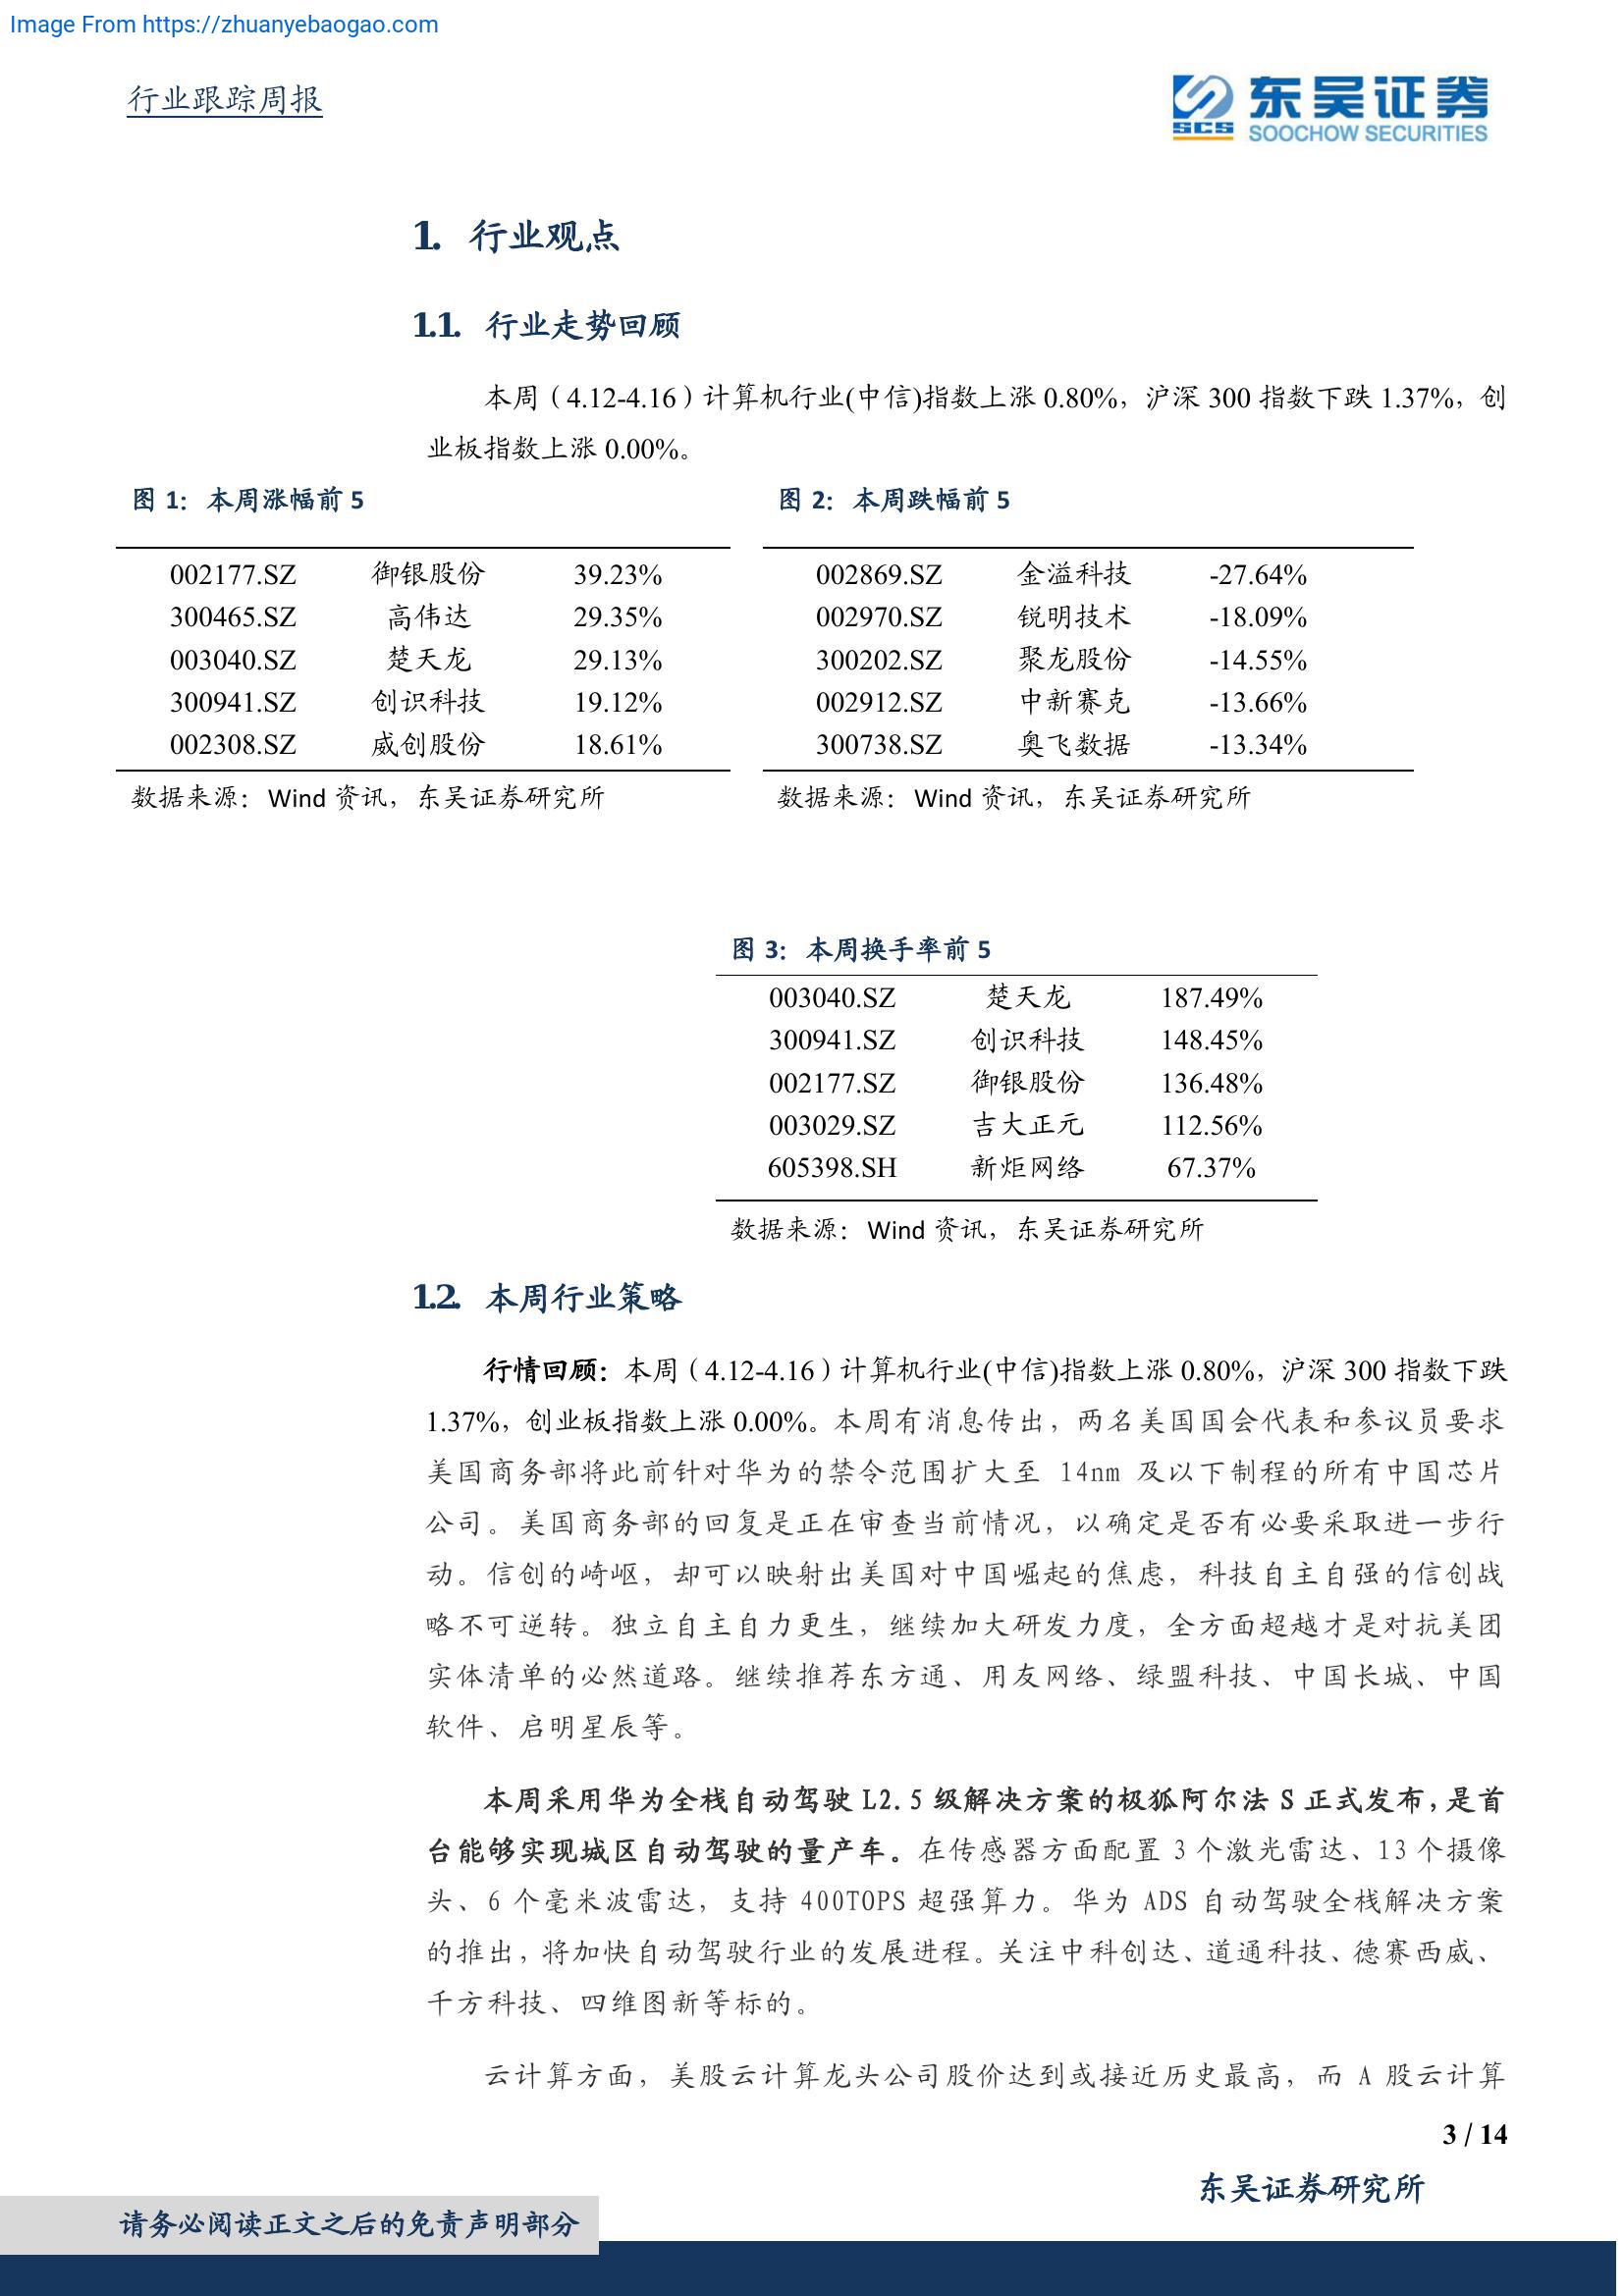 Image From https://zhuanyebaogao.com
行业跟踪周报
东吴证券
SCS
SOOCHOW SECURITIES
1. 行业观点
1.1. 行业走势回顾
本周（4.12-4.16）计算机行业(中信)指数上涨 0.80%，沪深 300 指数下跌 1.37%，创
业板指数上涨 0.00%。
图 1：本周涨幅前 5
002177.SZ 御银股份 39.23%
300465.SZ 高伟达 29.35%
003040.SZ 楚天龙 29.13%
300941.SZ 创识科技 19.12%
002308.SZ 威创股份 18.61%
数据来源：Wind 资讯，东吴证券研究所
图 2：本周跌幅前 5
002869.SZ 金溢科技 -27.64%
002970.SZ 锐明技术 -18.09%
300202.SZ 聚龙股份 -14.55%
002912.SZ 中新赛克 -13.66%
300738.SZ 奥飞数据 -13.34%
数据来源：Wind 资讯，东吴证券研究所
图 3：本周换手率前 5
003040.SZ 楚天龙 187.49%
300941.SZ 创识科技 148.45%
002177.SZ 御银股份 136.48%
003029.SZ 吉大正元 112.56%
605398.SH 新炬网络 67.37%
数据来源：Wind 资讯，东吴证券研究所
1.2. 本周行业策略
行情回顾：本周（4.12-4.16）计算机行业(中信)指数上涨 0.80%，沪深 300 指数下跌
1.37%，创业板指数上涨 0.00%。本周有消息传出，两名美国国会代表和参议员要求
美国商务部将此前针对华为的禁令范围扩大至 14nm 及以下制程的所有中国芯片
公司。美国商务部的回复是正在审查当前情况，以确定是否有必要采取进一步行
动。信创的崎岖，却可以映射出美国对中国崛起的焦虑，科技自主自强的信创战
略不可逆转。独立自主自力更生，继续加大研发力度，全方面超越才是对抗美团
实体清单的必然道路。继续推荐东方通、用友网络、绿盟科技、中国长城、中国
软件、启明星辰等。
本周采用华为全栈自动驾驶 L2.5 级解决方案的极狐阿尔法 S 正式发布，是首
台能够实现城区自动驾驶的量产车。在传感器方面配置 3 个激光雷达、13 个摄像
头、6 个毫米波雷达，支持 400TOPS 超强算力。华为 ADS 自动驾驶全栈解决方案
的推出，将加快自动驾驶行业的发展进程。关注中科创达、道通科技、德赛西威、
千方科技、四维图新等标的。
云计算方面，美股云计算龙头公司股价达到或接近历史最高，而 A 股云计算
3 / 14
东吴证券研究所
请务必阅读正文之后的免责声明部分